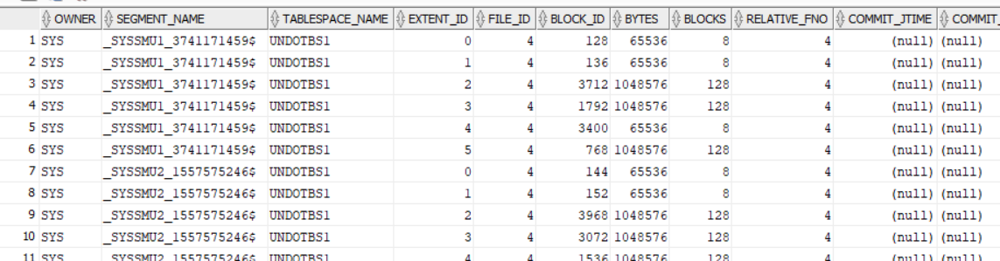 OWNER SEGMENT_NAME TABLESPACE_NAME EXTENT_ID FILE_ID BLOCK_ID BYTES BLOCKS RELATIVE_FNO COMMIT_JTIME COMMIT_
1 SYS _SYSSMU1_3741171459$ UNDOTBS1 0 4 128 65536 8 4 (null) (null)
2 SYS _SYSSMU1_3741171459$ UNDOTBS1 1 4 136 65536 8 4 (null) (null)
3 SYS _SYSSMU1_3741171459$ UNDOTBS1 2 4 3712 1048576 128 4 (null) (null)
4 SYS _SYSSMU1_3741171459$ UNDOTBS1 3 4 1792 1048576 128 4 (null) (null)
5 SYS _SYSSMU1_3741171459$ UNDOTBS1 4 4 3400 65536 8 4 (null) (null)
6 SYS _SYSSMU1_3741171459$ UNDOTBS1 5 4 768 1048576 128 4 (null) (null)
7 SYS _SYSSMU2_1557575246$ UNDOTBS1 0 4 144 65536 8 4 (null) (null)
8 SYS _SYSSMU2_1557575246$ UNDOTBS1 1 4 152 65536 8 4 (null) (null)
9 SYS _SYSSMU2_1557575246$ UNDOTBS1 2 4 3968 1048576 128 4 (null) (null)
10 SYS _SYSSMU2_1557575246$ UNDOTBS1 3 4 3072 1048576 128 4 (null) (null)
11 SYS _SYSSMU2_1557575246$ UNDOTBS1 4 4 1536 1048576 128 4 (null) (null)